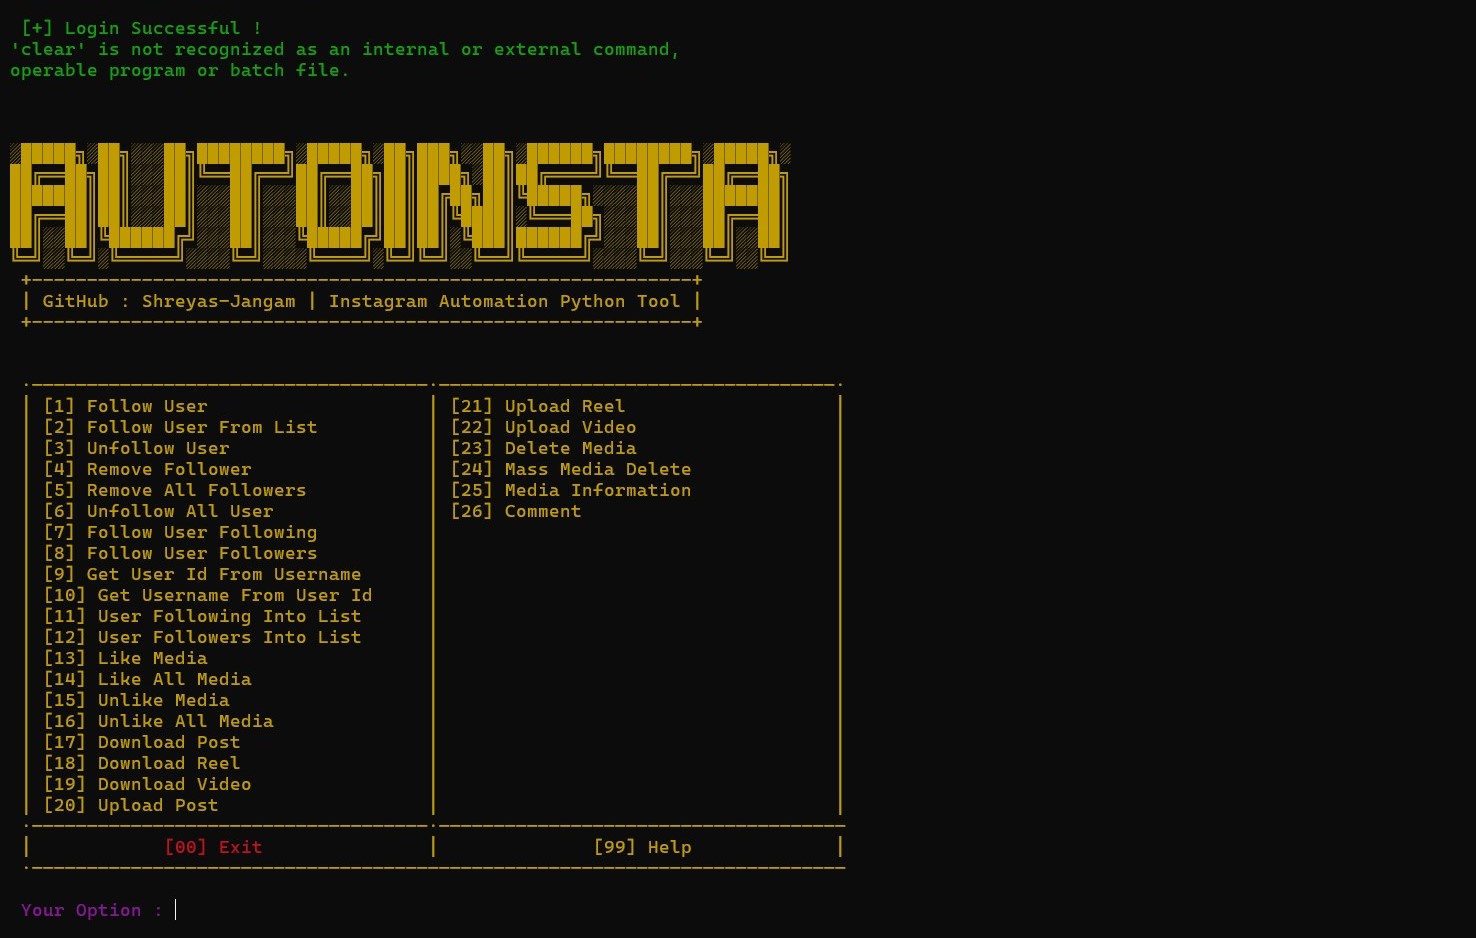 [+] Login Successful !
'clear' is not recognized as an internal or external command,
operable program or batch file.
AUTOINSTA
GitHub : Shreyas-Jangam | Instagram Automation Python Tool
[1] Follow User
[2] Follow User From List
[3] Unfollow User
[4] Remove Follower
[5] Remove All Followers
[6] Unfollow All User
[7] Follow User Following
[8] Follow User Followers
[9] Get User Id From Username
[10] Get Username From User Id
[11] User Following Into List
[12] User Followers Into List
[13] Like Media
[14] Like All Media
[15] Unlike Media
[16] Unlike All Media
[17] Download Post
[18] Download Reel
[19] Download Video
[20] Upload Post
[21] Upload Reel
[22] Upload Video
[23] Delete Media
[24] Mass Media Delete
[25] Media Information
[26] Comment
[00] Exit
[99] Help
Your Option :